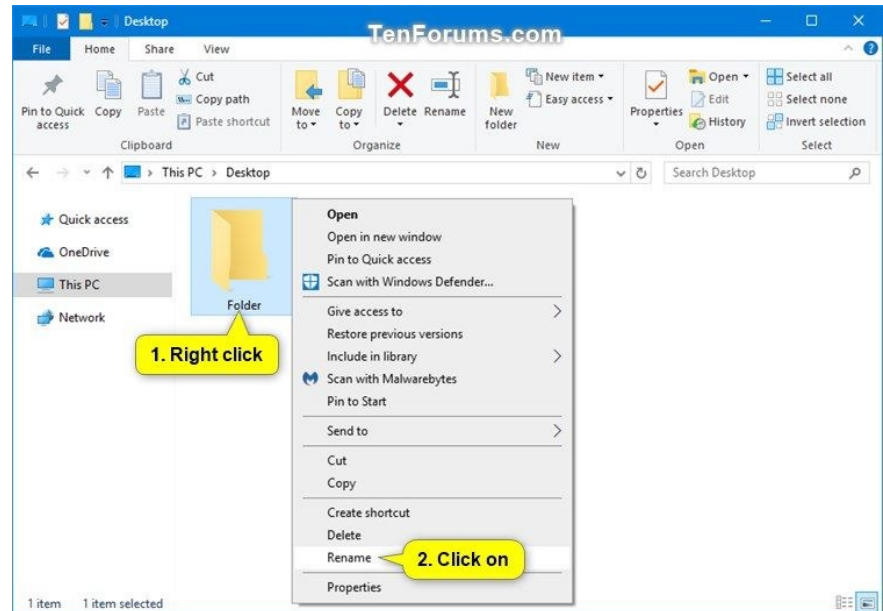 Desktop
TenForums.com
File Home Share View
Pin to Quick access
Copy
Paste
Cut
Copy path
Paste shortcut
Clipboard
Move to
Copy to
Delete
Rename
Organize
New folder
New item
Easy access
New
Properties
Open
Edit
History
Open
Select all
Select none
Invert selection
Select
This PC > Desktop
Search Desktop
Quick access
OneDrive
This PC
Network
Folder
1. Right click
Open
Open in new window
Pin to Quick access
Scan with Windows Defender...
Give access to
Restore previous versions
Include in library
Scan with Malwarebytes
Pin to Start
Send to
Cut
Copy
Create shortcut
Delete
Rename
2. Click on
Properties
1 item 1 item selected